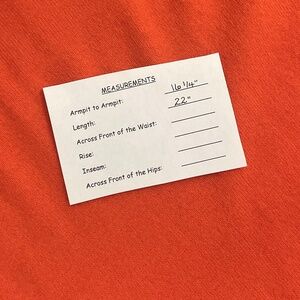 MEASUREMENTS
Armpit to Armpit: 16 1/4"
Length: 22"
Across Front of the Waist:
Rise:
Inseam:
Across Front of the Hips: